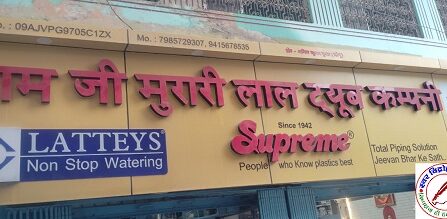 : 09AJVPG9705C1ZX
Mo. : 7985729307, 9415676535
म जी मुरारी लाल ट्यूब कम्पनी
LATTEYS®
Non Stop Watering
Since 1942
Supreme®
People who Know plastics best
Total Piping Solution
Jeevan Bhar Ke Sath...